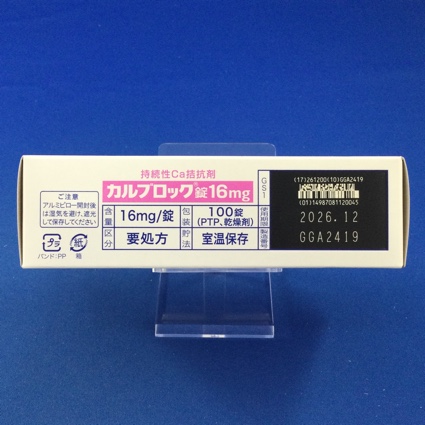 持続性Ca拮抗剤
カルブロック錠16mg
ご注意
アルミピロー開封後
は湿気を避け、遮光
して保存してください
プラ
紙
バンド:PP
箱
含量
16mg/錠
包装
100錠
(PTP、乾燥剤)
区分
要処方
貯法
室温保存
GS1
使用期限
製造番号
(17)261200(10)GGA2419
(01)14987081120045
2026.12
GGA2419